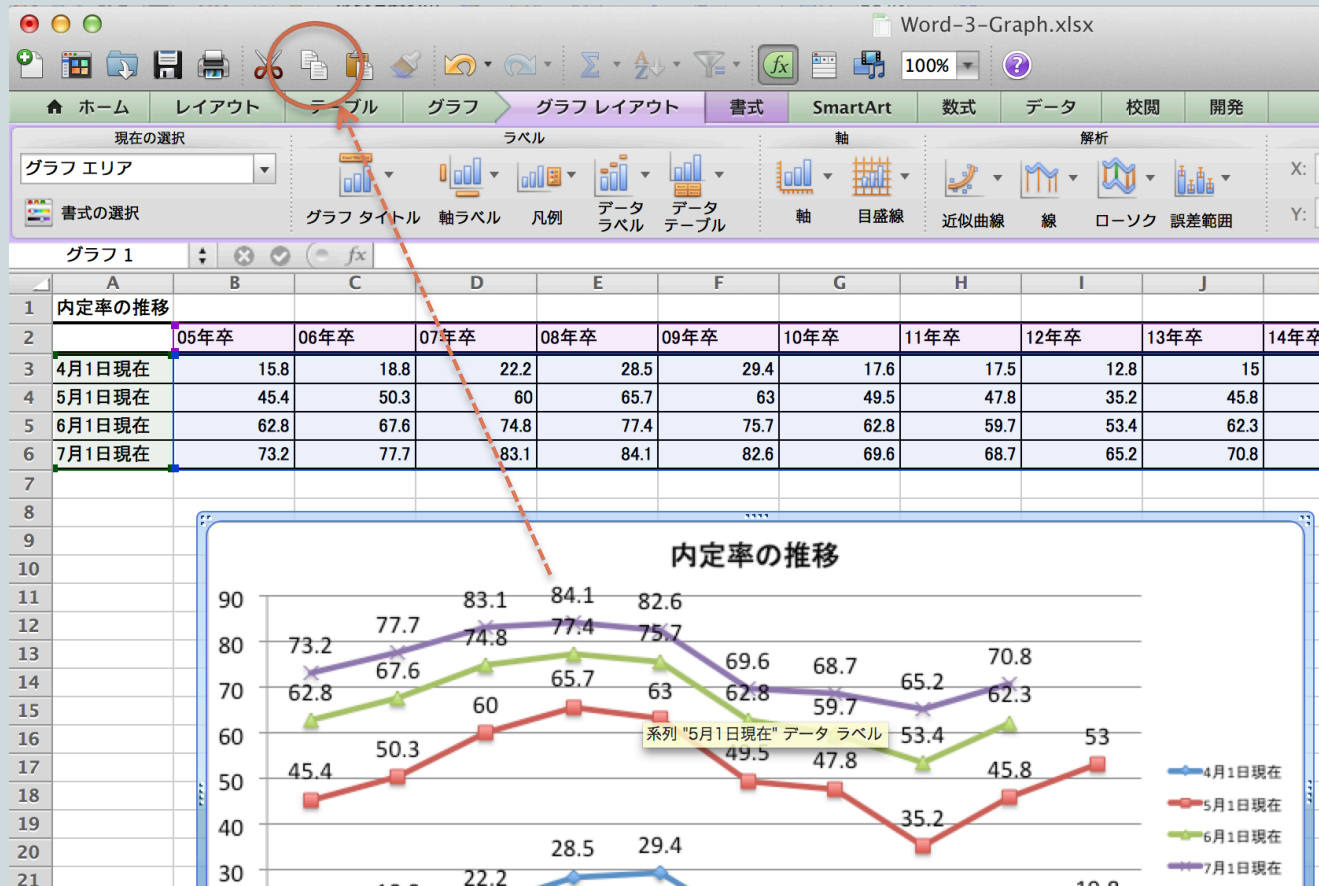 Word-3-Graph.xlsx
fx 100% ?
ホーム レイアウト テーブル グラフ グラフ レイアウト 書式 SmartArt 数式 データ 校閲 開発
現在の選択 ラベル 軸 解析
グラフ エリア
書式の選択
グラフ タイトル 軸ラベル 凡例 データ ラベル データ テーブル 軸 目盛線 近似曲線 線 ローソク 誤差範囲
X:
Y:
グラフ 1 fx
A B C D E F G H I J
1 内定率の推移
2 05年卒 06年卒 07年卒 08年卒 09年卒 10年卒 11年卒 12年卒 13年卒 14年卒
3 4月1日現在 15.8 18.8 22.2 28.5 29.4 17.6 17.5 12.8 15
4 5月1日現在 45.4 50.3 60 65.7 63 49.5 47.8 35.2 45.8
5 6月1日現在 62.8 67.6 74.8 77.4 75.7 62.8 59.7 53.4 62.3
6 7月1日現在 73.2 77.7 83.1 84.1 82.6 69.6 68.7 65.2 70.8
7
8
9
10
11
12
13
14
15
16
17
18
19
20
21
内定率の推移
90
80
70
60
50
40
30
73.2 77.7 83.1 84.1 82.6 69.6 68.7 65.2 70.8
62.8 67.6 74.8 77.4 75.7 62.8 59.7 53.4 62.3
45.4 50.3 60 65.7 63 49.5 47.8 35.2 45.8 53
22.2 28.5 29.4
系列 "5月1日現在" データ ラベル
4月1日現在
5月1日現在
6月1日現在
7月1日現在